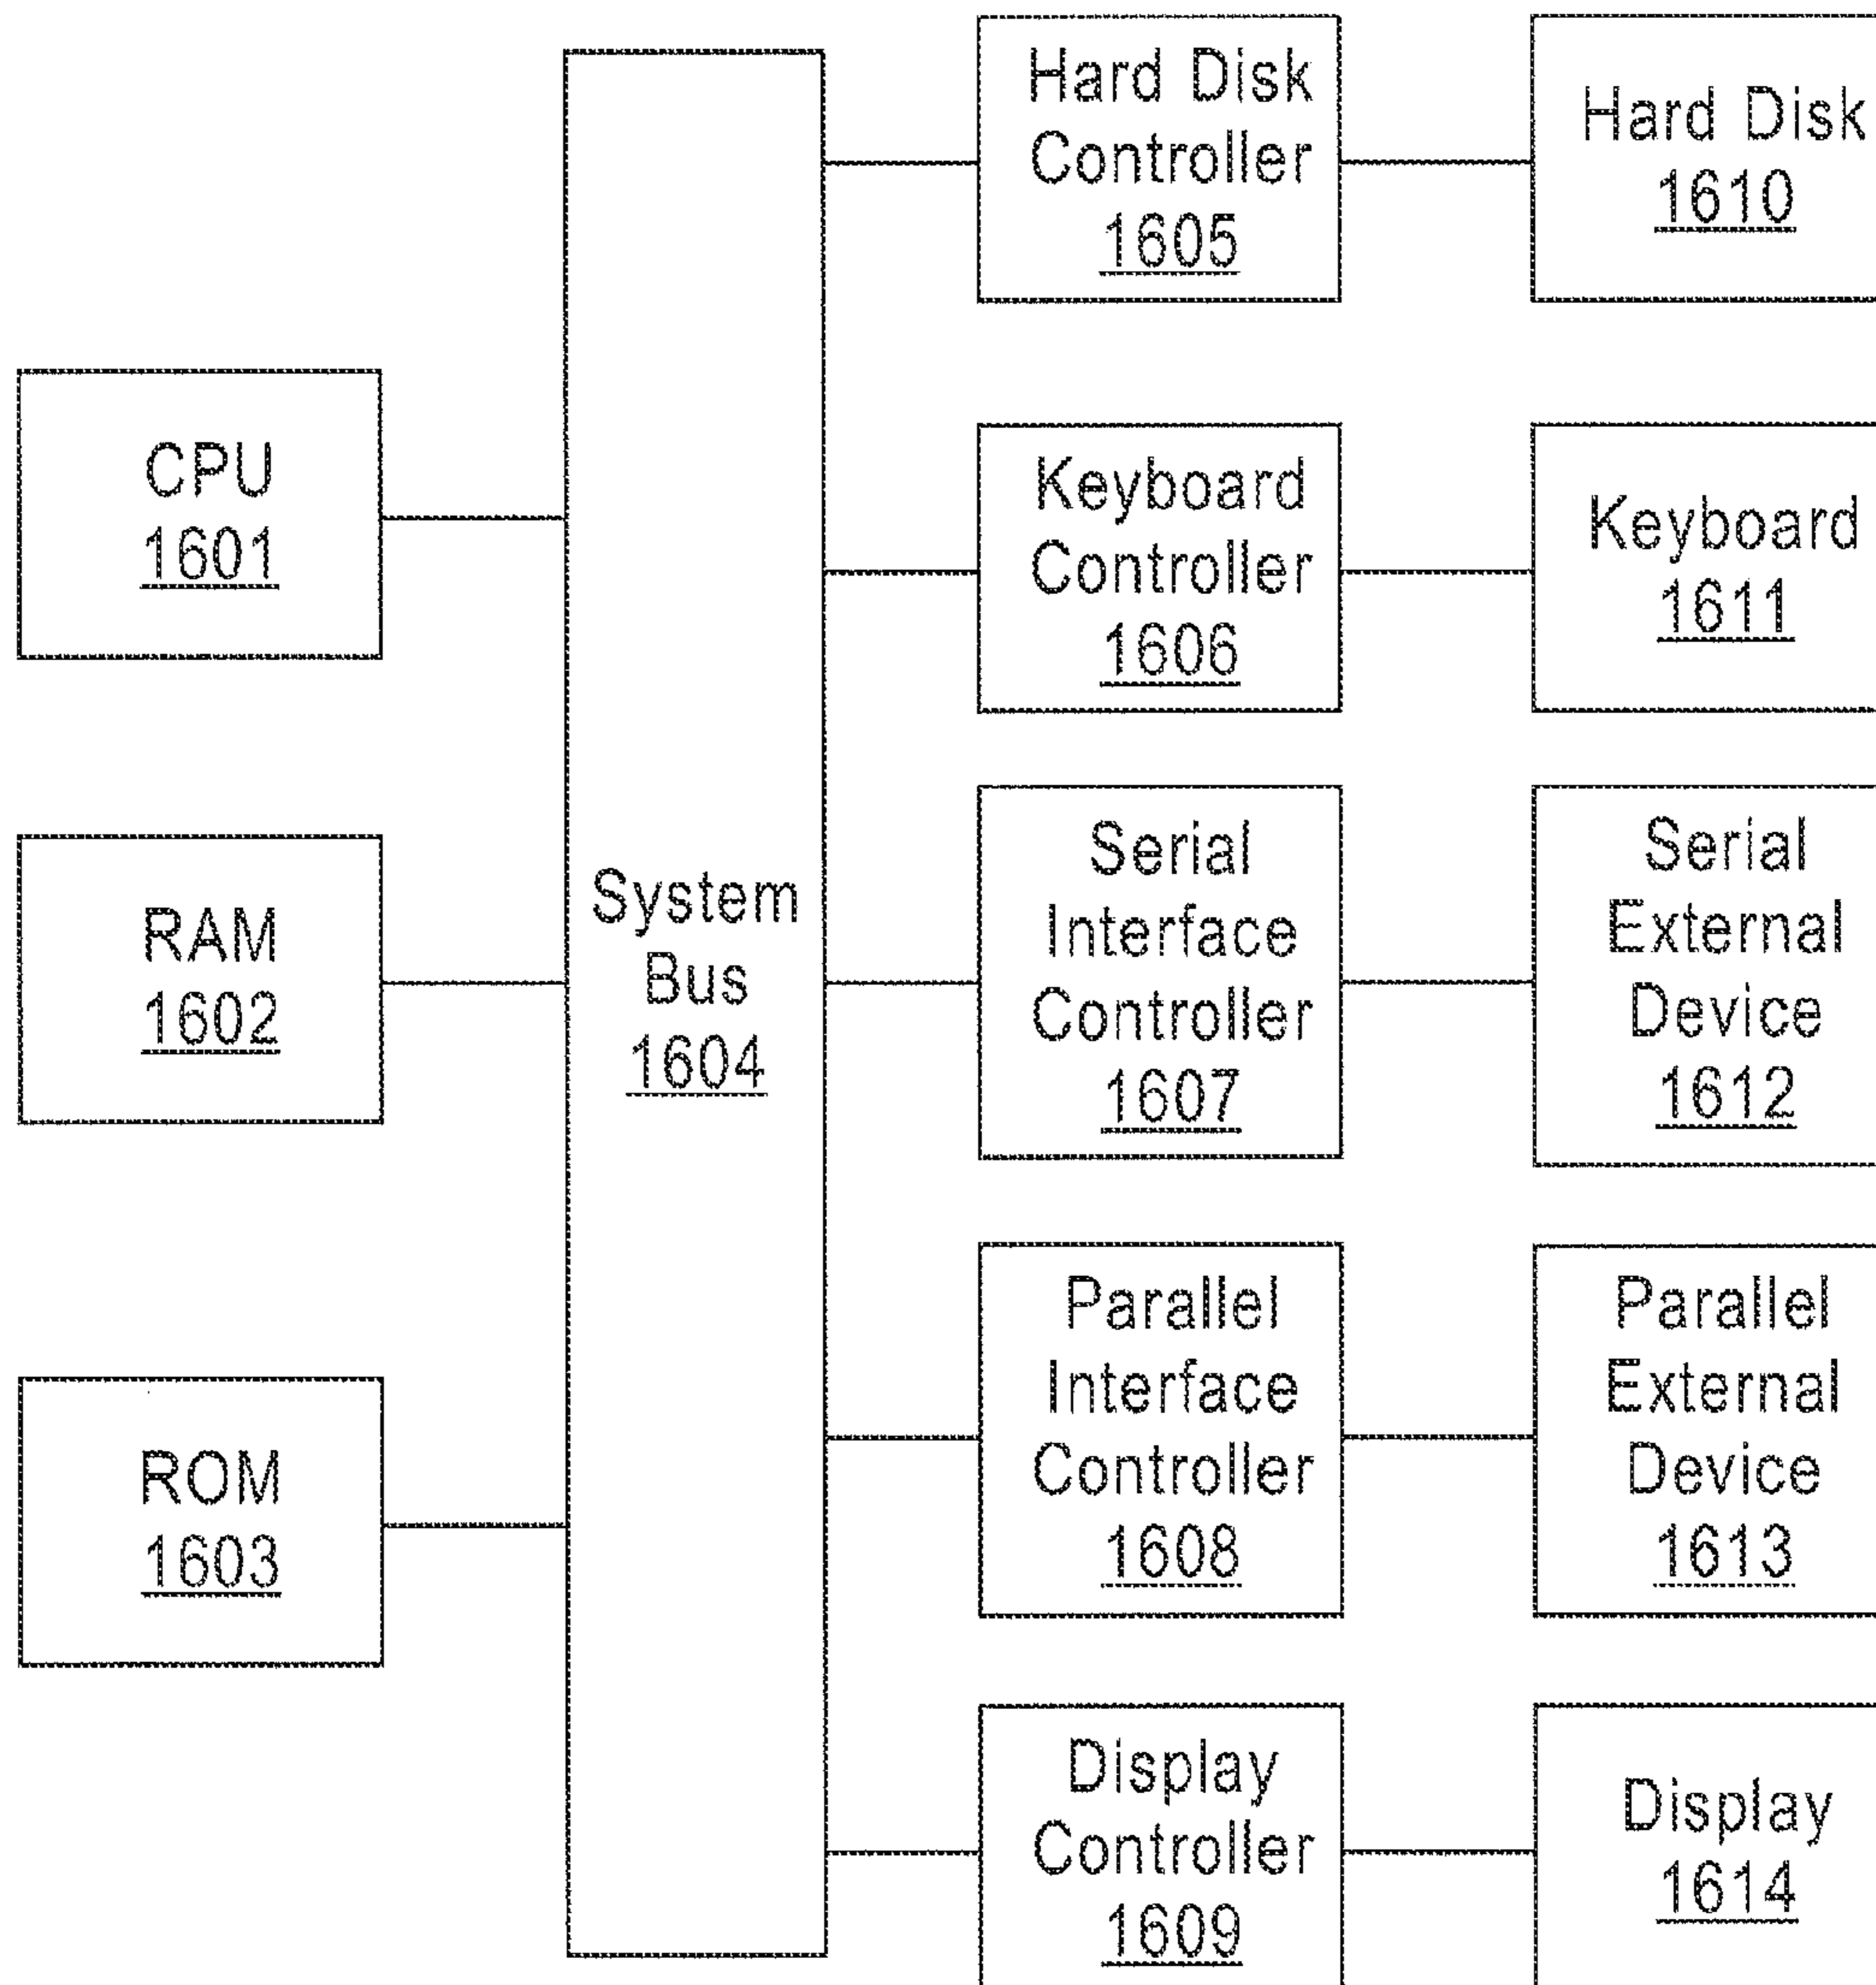 CPU
1601
RAM
1602
ROM
1603
System
Bus
1604
Hard Disk
Controller
1605
Hard Disk
1610
Keyboard
Controller
1606
Keyboard
1611
Serial
Interface
Controller
1607
Serial
External
Device
1612
Parallel
Interface
Controller
1608
Parallel
External
Device
1613
Display
Controller
1609
Display
1614